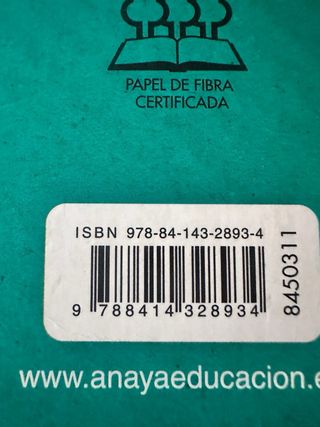 PAPEL DE FIBRA
CERTIFICADA
ISBN 978-84-143-2893-4
9 788414 328934
8450311
www.anayaeducacion.e